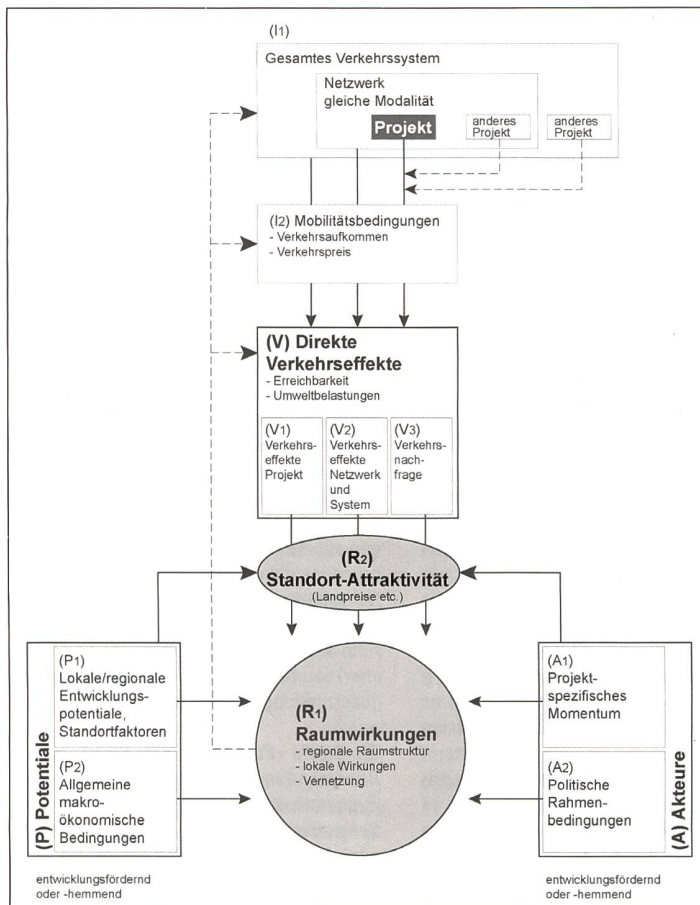 (I1)
Gesamtes Verkehrssystem
Netzwerk
gleiche Modalität
Projekt
anderes
Projekt
anderes
Projekt
(I2) Mobilitätsbedingungen
- Verkehrsaufkommen
- Verkehrspreis
(V) Direkte
Verkehrseffekte
- Erreichbarkeit
- Umweltbelastungen
(V1)
Verkehrs-
effekte
Projekt
(V2)
Verkehrs-
effekte
Netzwerk
und
System
(V3)
Verkehrs-
nach-
frage
(R2)
Standort-Attraktivität
(Landpreise etc.)
(P) Potentiale
(P1)
Lokale/regionale
Entwicklungs-
potentiale,
Standortfaktoren
(P2)
Allgemeine
makro-
ökonomische
Bedingungen
(R1)
Raumwirkungen
- regionale Raumstruktur
- lokale Wirkungen
- Vernetzung
(A1)
Projekt-
spezifisches
Momentum
(A2)
Politische
Rahmen-
bedingungen
(A) Akteure
entwicklungsfördernd
oder -hemmend
entwicklungsfördernd
oder -hemmend